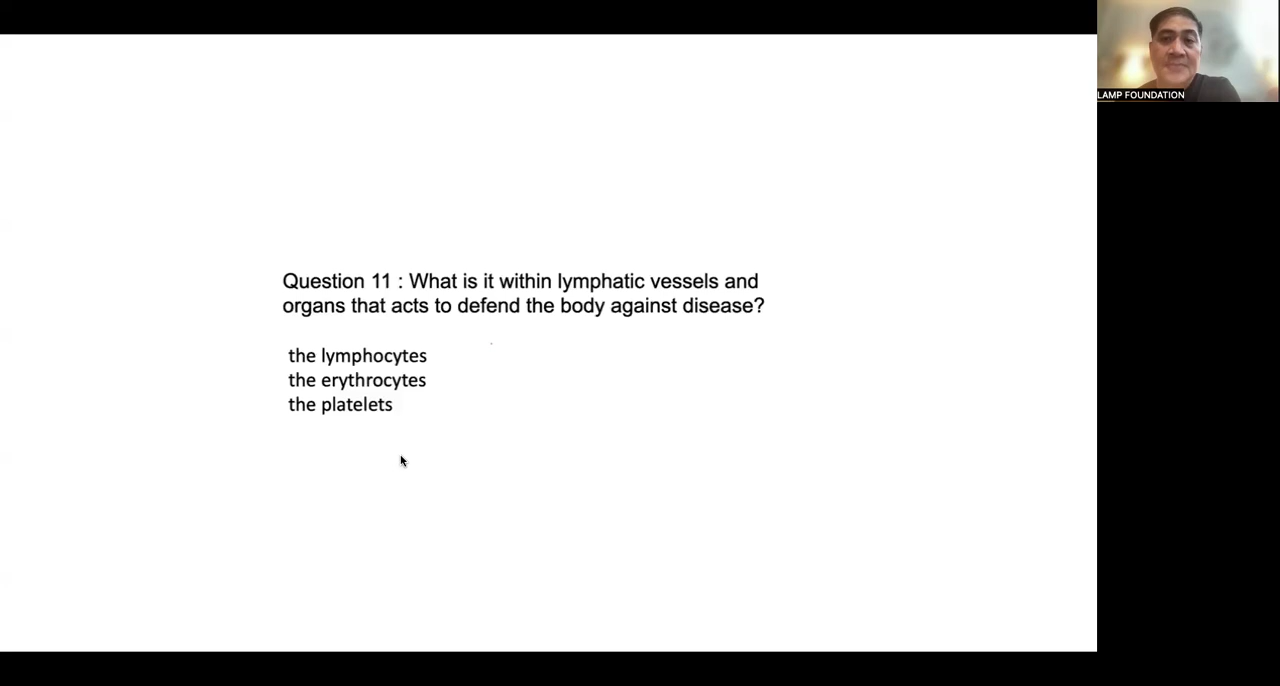 LAMP FOUNDATION
Question 11 : What is it within lymphatic vessels and
organs that acts to defend the body against disease?
the lymphocytes
the erythrocytes
the platelets